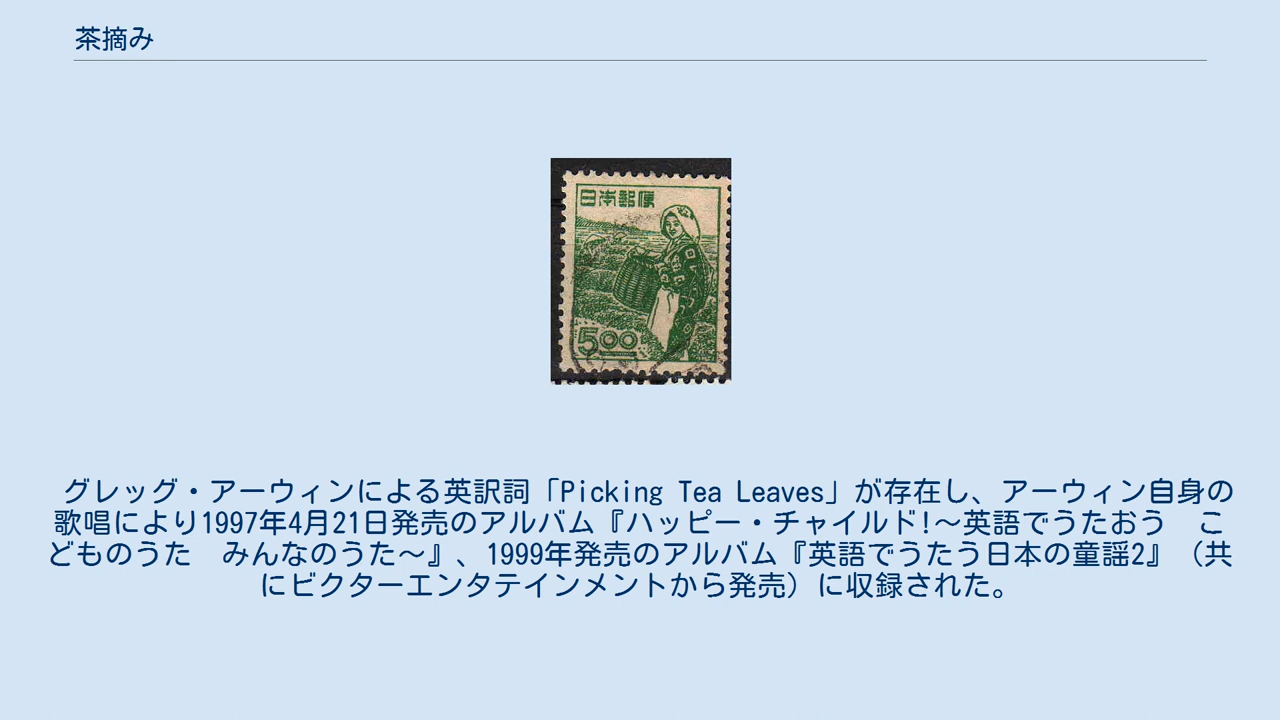 茶摘み
日本郵便
5.00
グレッグ・アーウィンによる英訳詞「Picking Tea Leaves」が存在し、アーウィン自身の
歌唱により1997年4月21日発売のアルバム『ハッピー・チャイルド!～英語でうたおう　こ
どものうた　みんなのうた～』、1999年発売のアルバム『英語でうたう日本の童謡2』（共
にビクターエンタテインメントから発売）に収録された。